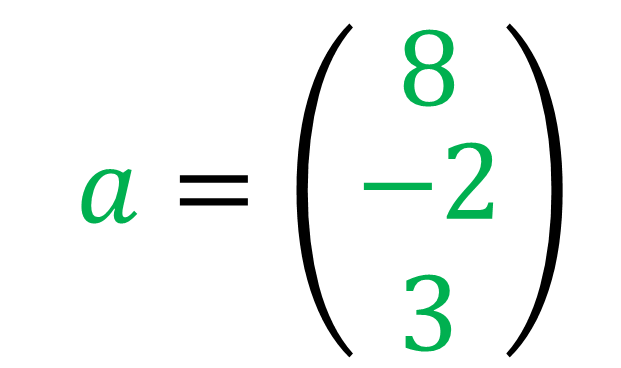 8
a = ( −2 )
3